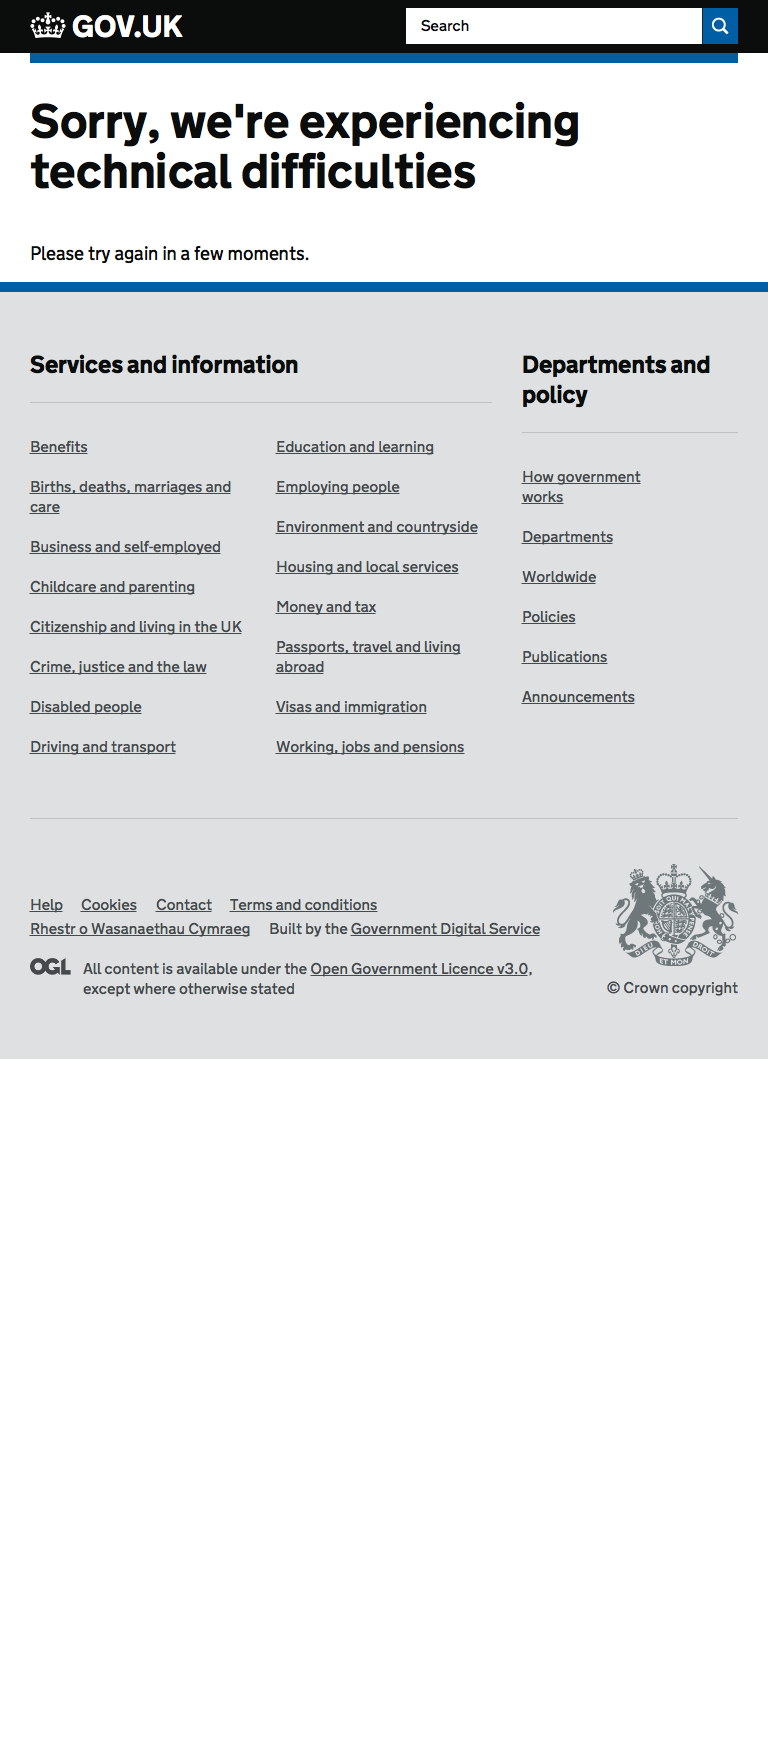 GOV.UK
Search
Sorry, we're experiencing
technical difficulties
Please try again in a few moments.
Services and information
Benefits
Births, deaths, marriages and
care
Business and self-employed
Childcare and parenting
Citizenship and living in the UK
Crime, justice and the law
Disabled people
Driving and transport
Education and learning
Employing people
Environment and countryside
Housing and local services
Money and tax
Passports, travel and living
abroad
Visas and immigration
Working, jobs and pensions
Departments and
policy
How government
works
Departments
Worldwide
Policies
Publications
Announcements
Help Cookies Contact Terms and conditions
Rhestr o Wasanaethau Cymraeg Built by the Government Digital Service
OGL All content is available under the Open Government Licence v3.0,
except where otherwise stated
DIEU ET MON DROIT
© Crown copyright